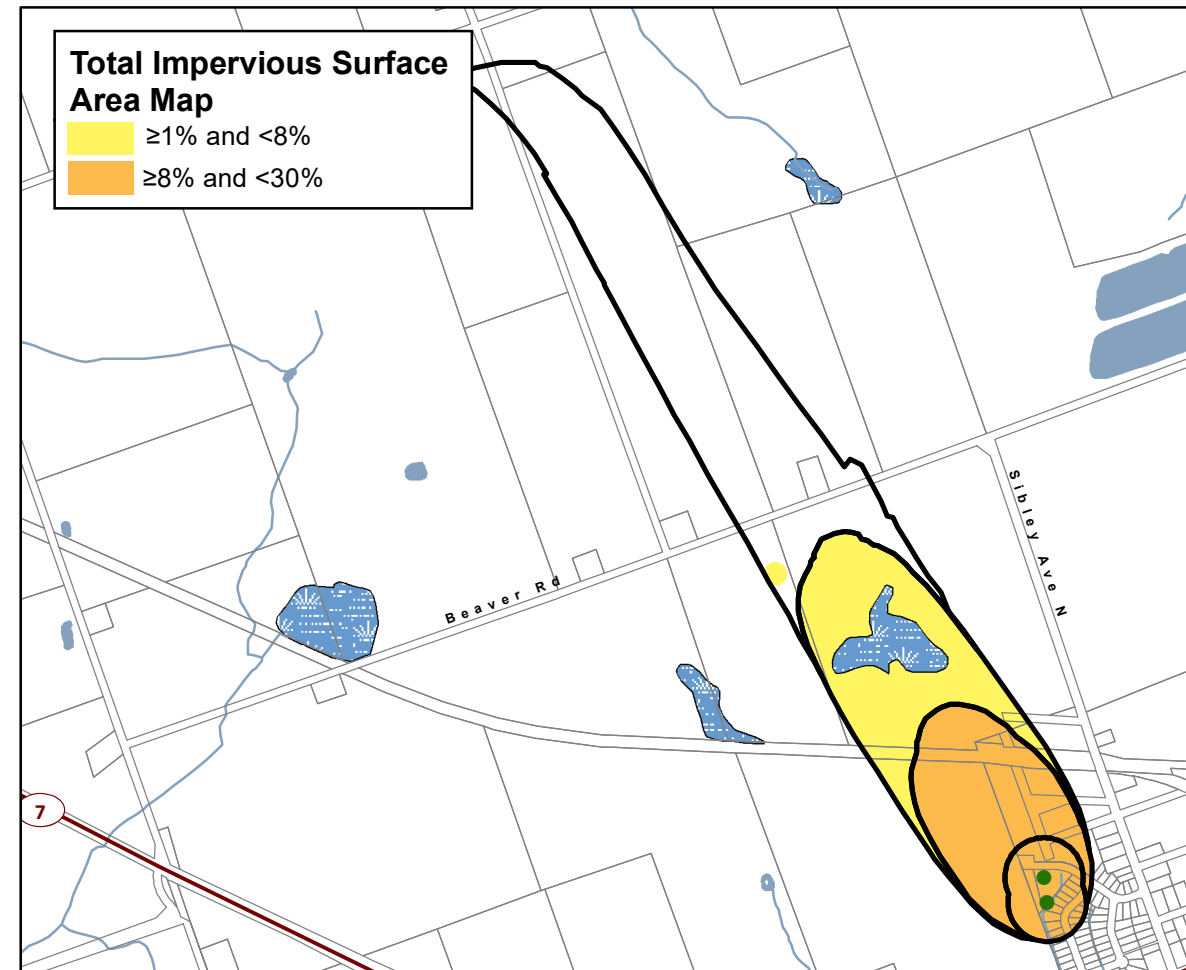 Total Impervious Surface
Area Map
≥1% and <8%
≥8% and <30%
Sibley Ave N
Beaver Rd
7